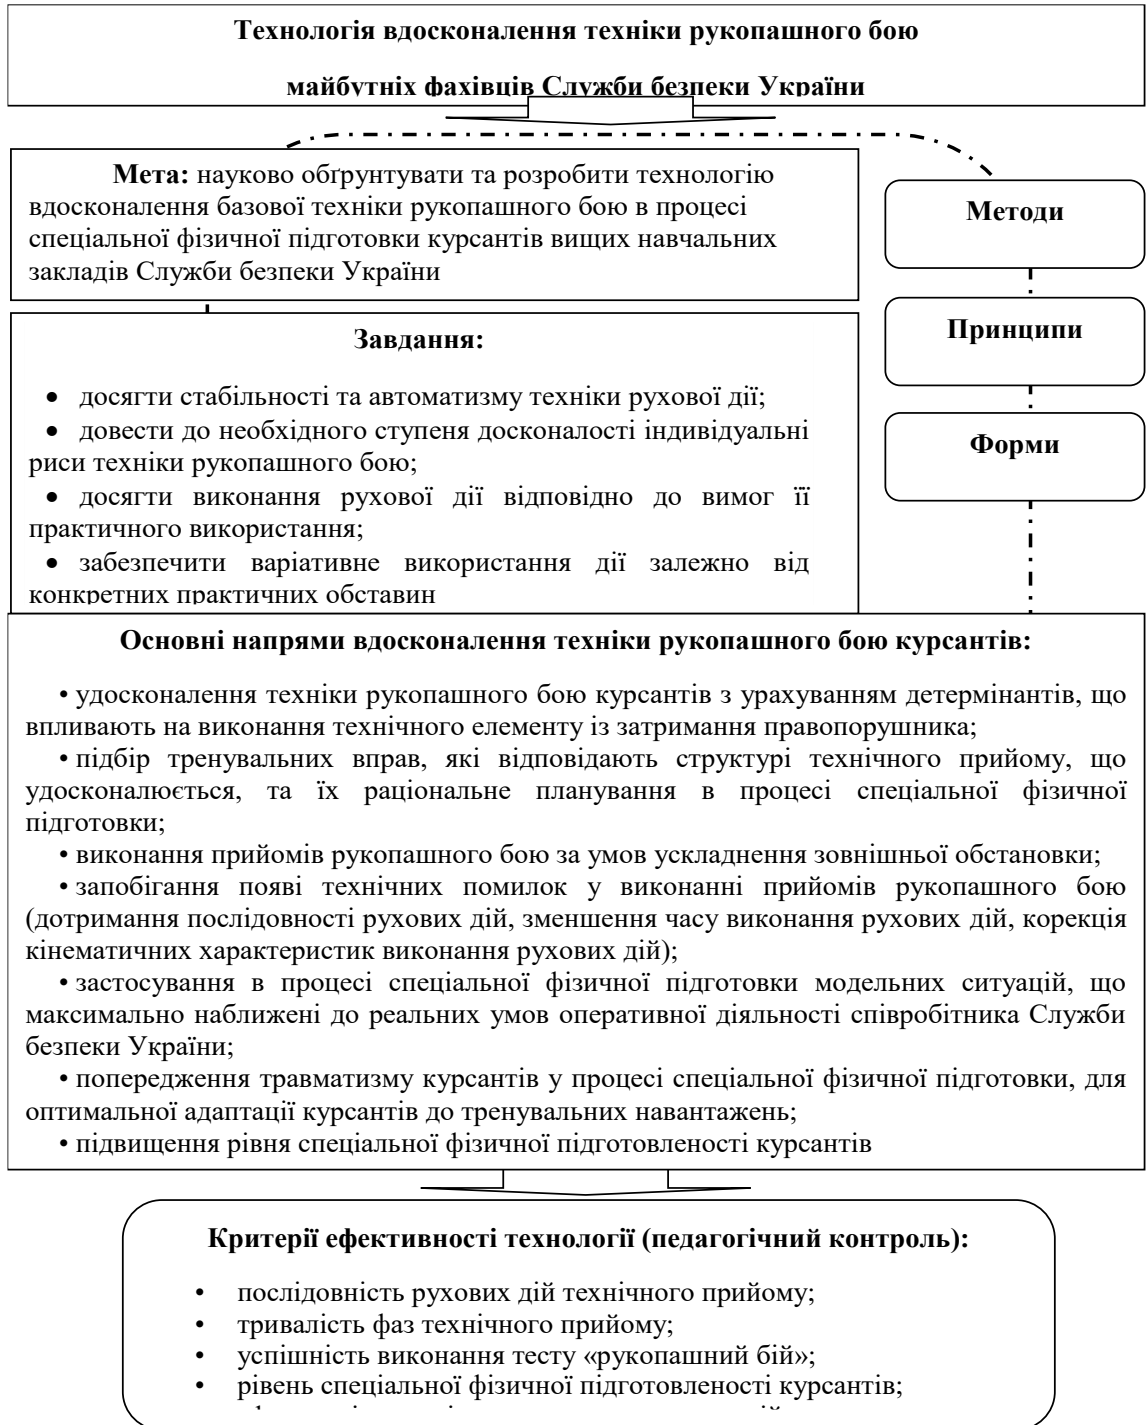 Технологія вдосконалення техніки рукопашного бою
майбутніх фахівців Служби безпеки України
Мета: науково обґрунтувати та розробити технологію
вдосконалення базової техніки рукопашного бою в процесі
спеціальної фізичної підготовки курсантів вищих навчальних
закладів Служби безпеки України
Методи
Принципи
Форми
Завдання:
• досягти стабільності та автоматизму техніки рухової дії;
• довести до необхідного ступеня досконалості індивідуальні
риси техніки рукопашного бою;
• досягти виконання рухової дії відповідно до вимог її
практичного використання;
• забезпечити варіативне використання дії залежно від
конкретних практичних обставин
Основні напрями вдосконалення техніки рукопашного бою курсантів:
• удосконалення техніки рукопашного бою курсантів з урахуванням детермінантів, що
впливають на виконання технічного елементу із затримання правопорушника;
• підбір тренувальних вправ, які відповідають структурі технічного прийому, що
удосконалюється, та їх раціональне планування в процесі спеціальної фізичної
підготовки;
• виконання прийомів рукопашного бою за умов ускладнення зовнішньої обстановки;
• запобігання появі технічних помилок у виконанні прийомів рукопашного бою
(дотримання послідовності рухових дій, зменшення часу виконання рухових дій, корекція
кінематичних характеристик виконання рухових дій);
• застосування в процесі спеціальної фізичної підготовки модельних ситуацій, що
максимально наближені до реальних умов оперативної діяльності співробітника Служби
безпеки України;
• попередження травматизму курсантів у процесі спеціальної фізичної підготовки, для
оптимальної адаптації курсантів до тренувальних навантажень;
• підвищення рівня спеціальної фізичної підготовленості курсантів
Критерії ефективності технології (педагогічний контроль):
• послідовність рухових дій технічного прийому;
• тривалість фаз технічного прийому;
• успішність виконання тесту «рукопашний бій»;
• рівень спеціальної фізичної підготовленості курсантів;